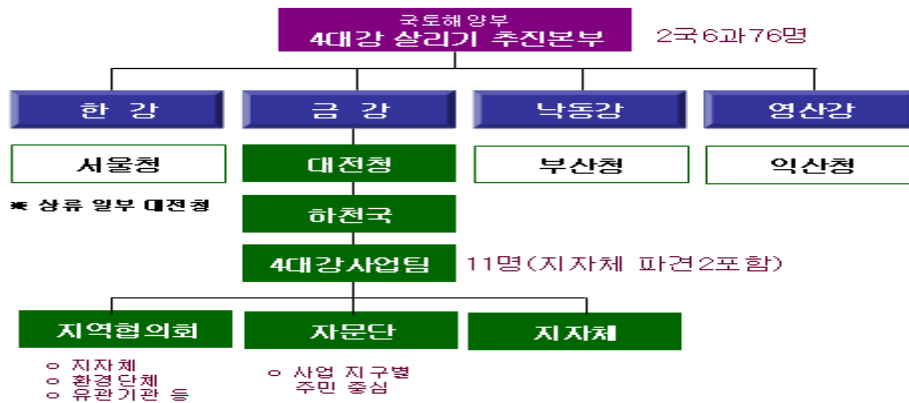 국토해양부
4대강 살리기 추진본부
2국6과76명
한 강
금 강
낙동강
영산강
서울청
대전청
부산청
익산청
※ 상류 일부 대전청
하천국
4대강사업팀
11명(지자체 파견2포함)
지역협의회
자문단
지자체
○ 지자체
○ 환경단체
○ 유관기관 등
○ 사업 지구별
주민 중심